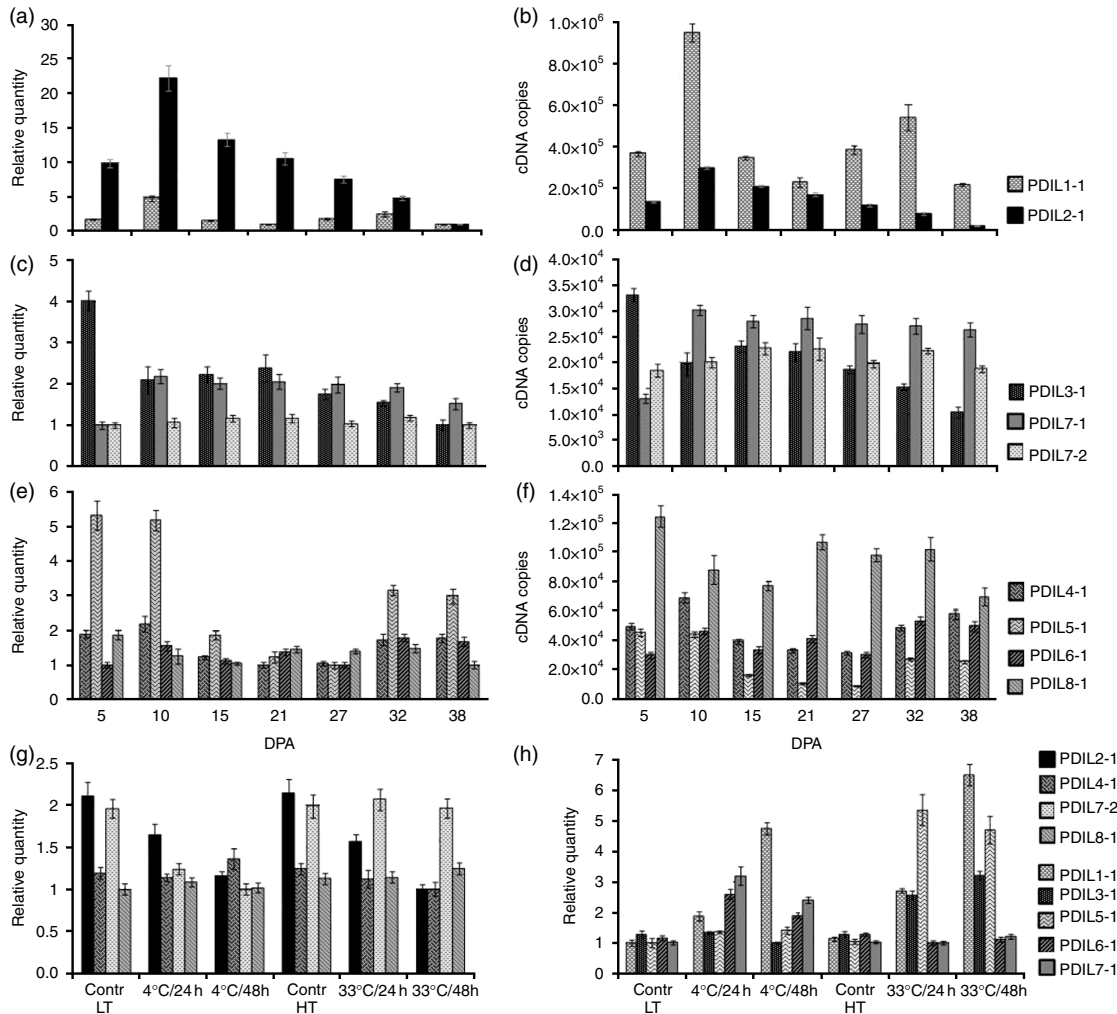 (a)
30
25
20
15
10
5
0
Relative quantity
(b)
1.0×10⁶
8.0×10⁵
6.0×10⁵
4.0×10⁵
2.0×10⁵
0.0
cDNA copies
PDIL1-1
PDIL2-1
(c)
5
4
3
2
1
0
Relative quantity
(d)
4.0×10⁴
3.5×10⁴
3.0×10⁴
2.5×10⁴
2.0×10⁴
1.5×10⁴
1.0×10⁴
5.0×10³
0.0
cDNA copies
PDIL3-1
PDIL7-1
PDIL7-2
(e)
6
5
4
3
2
1
0
Relative quantity
5 10 15 21 27 32 38
DPA
(f)
1.4×10⁵
1.2×10⁵
1.0×10⁵
8.0×10⁴
6.0×10⁴
4.0×10⁴
2.0×10⁴
0.0
cDNA copies
5 10 15 21 27 32 38
DPA
PDIL4-1
PDIL5-1
PDIL6-1
PDIL8-1
(g)
2.5
2
1.5
1
0.5
0.0
Relative quantity
Contr LT
4°C/24 h
4°C/48h
Contr HT
33°C/24 h
33°C/48h
(h)
7
6
5
4
3
2
1
0
Relative quantity
Contr LT
4°C/24 h
4°C/48h
Contr HT
33°C/24 h
33°C/48h
PDIL2-1
PDIL4-1
PDIL7-2
PDIL8-1
PDIL1-1
PDIL3-1
PDIL5-1
PDIL6-1
PDIL7-1